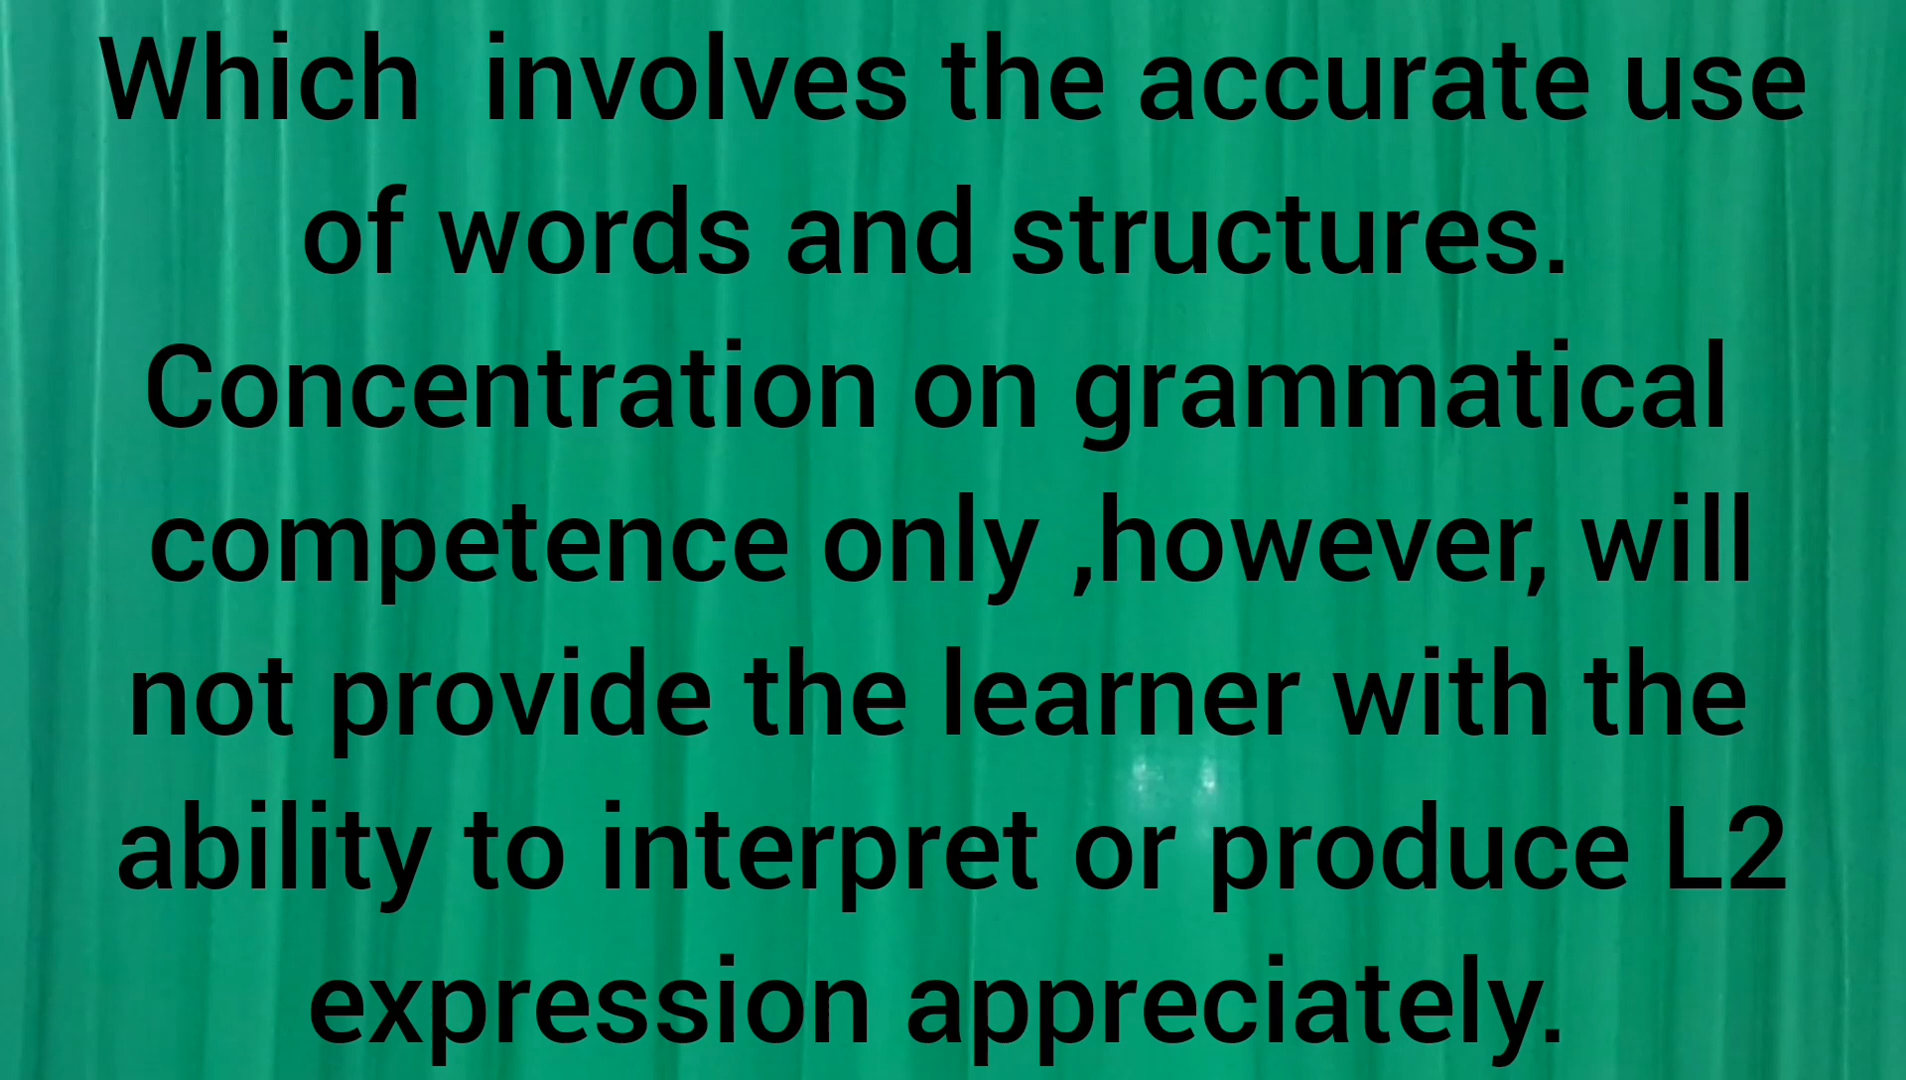 Which  involves the accurate use
of words and structures.
Concentration on grammatical
competence only ,however, will
not provide the learner with the
ability to interpret or produce L2
expression appreciately.